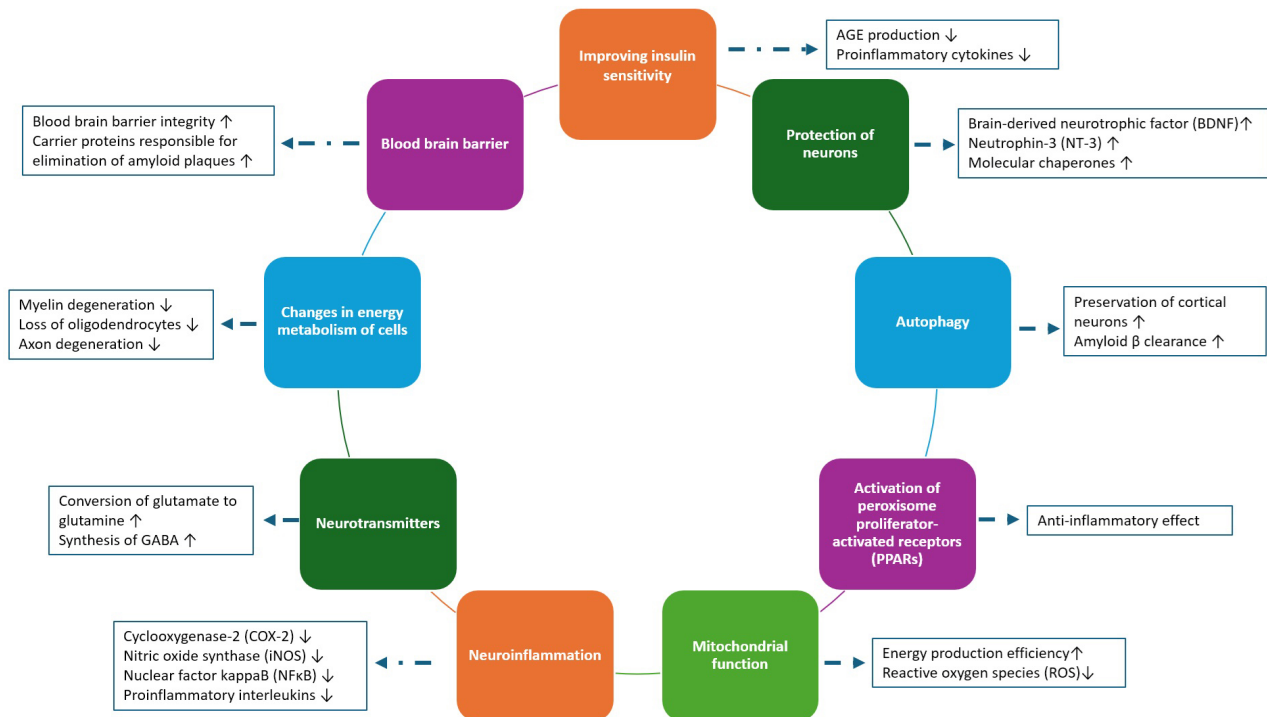 Improving insulin
sensitivity
AGE production ↓
Proinflammatory cytokines ↓
Protection of
neurons
Brain-derived neurotrophic factor (BDNF)↑
Neutrophin-3 (NT-3) ↑
Molecular chaperones ↑
Autophagy
Preservation of cortical
neurons ↑
Amyloid β clearance ↑
Activation of
peroxisome
proliferator-
activated receptors
(PPARs)
Anti-inflammatory effect
Mitochondrial
function
Energy production efficiency↑
Reactive oxygen species (ROS)↓
Neuroinflammation
Cyclooxygenase-2 (COX-2) ↓
Nitric oxide synthase (iNOS) ↓
Nuclear factor kappaB (NFκB) ↓
Proinflammatory interleukins ↓
Neurotransmitters
Conversion of glutamate to
glutamine ↑
Synthesis of GABA ↑
Changes in energy
metabolism of cells
Myelin degeneration ↓
Loss of oligodendrocytes ↓
Axon degeneration ↓
Blood brain barrier
Blood brain barrier integrity ↑
Carrier proteins responsible for
elimination of amyloid plaques ↑